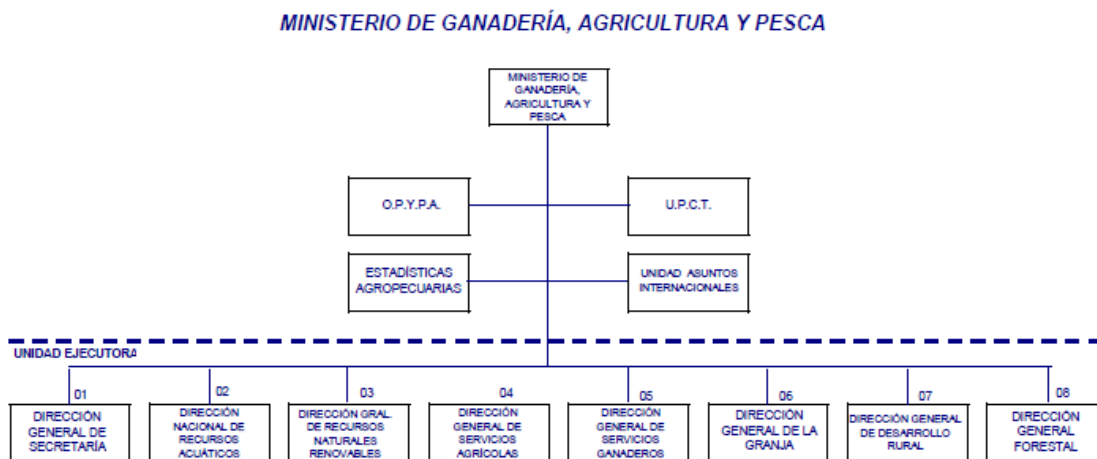 MINISTERIO DE GANADERÍA, AGRICULTURA Y PESCA
MINISTERIO DE
GANADERÍA,
AGRICULTURA Y
PESCA
O.P.Y.P.A.
U.P.C.T.
ESTADÍSTICAS
AGROPECUARIAS
UNIDAD ASUNTOS
INTERNACIONALES
UNIDAD EJECUTORA
01
DIRECCIÓN
GENERAL DE
SECRETARÍA
02
DIRECCIÓN
NACIONAL DE
RECURSOS
ACUÁTICOS
03
DIRECCIÓN GRAL.
DE RECURSOS
NATURALES
RENOVABLES
04
DIRECCIÓN
GENERAL DE
SERVICIOS
AGRÍCOLAS
05
DIRECCIÓN
GENERAL DE
SERVICIOS
GANADEROS
06
DIRECCIÓN
GENERAL DE LA
GRANJA
07
DIRECCIÓN GENERAL
DE DESARROLLO
RURAL
08
DIRECCIÓN
GENERAL
FORESTAL